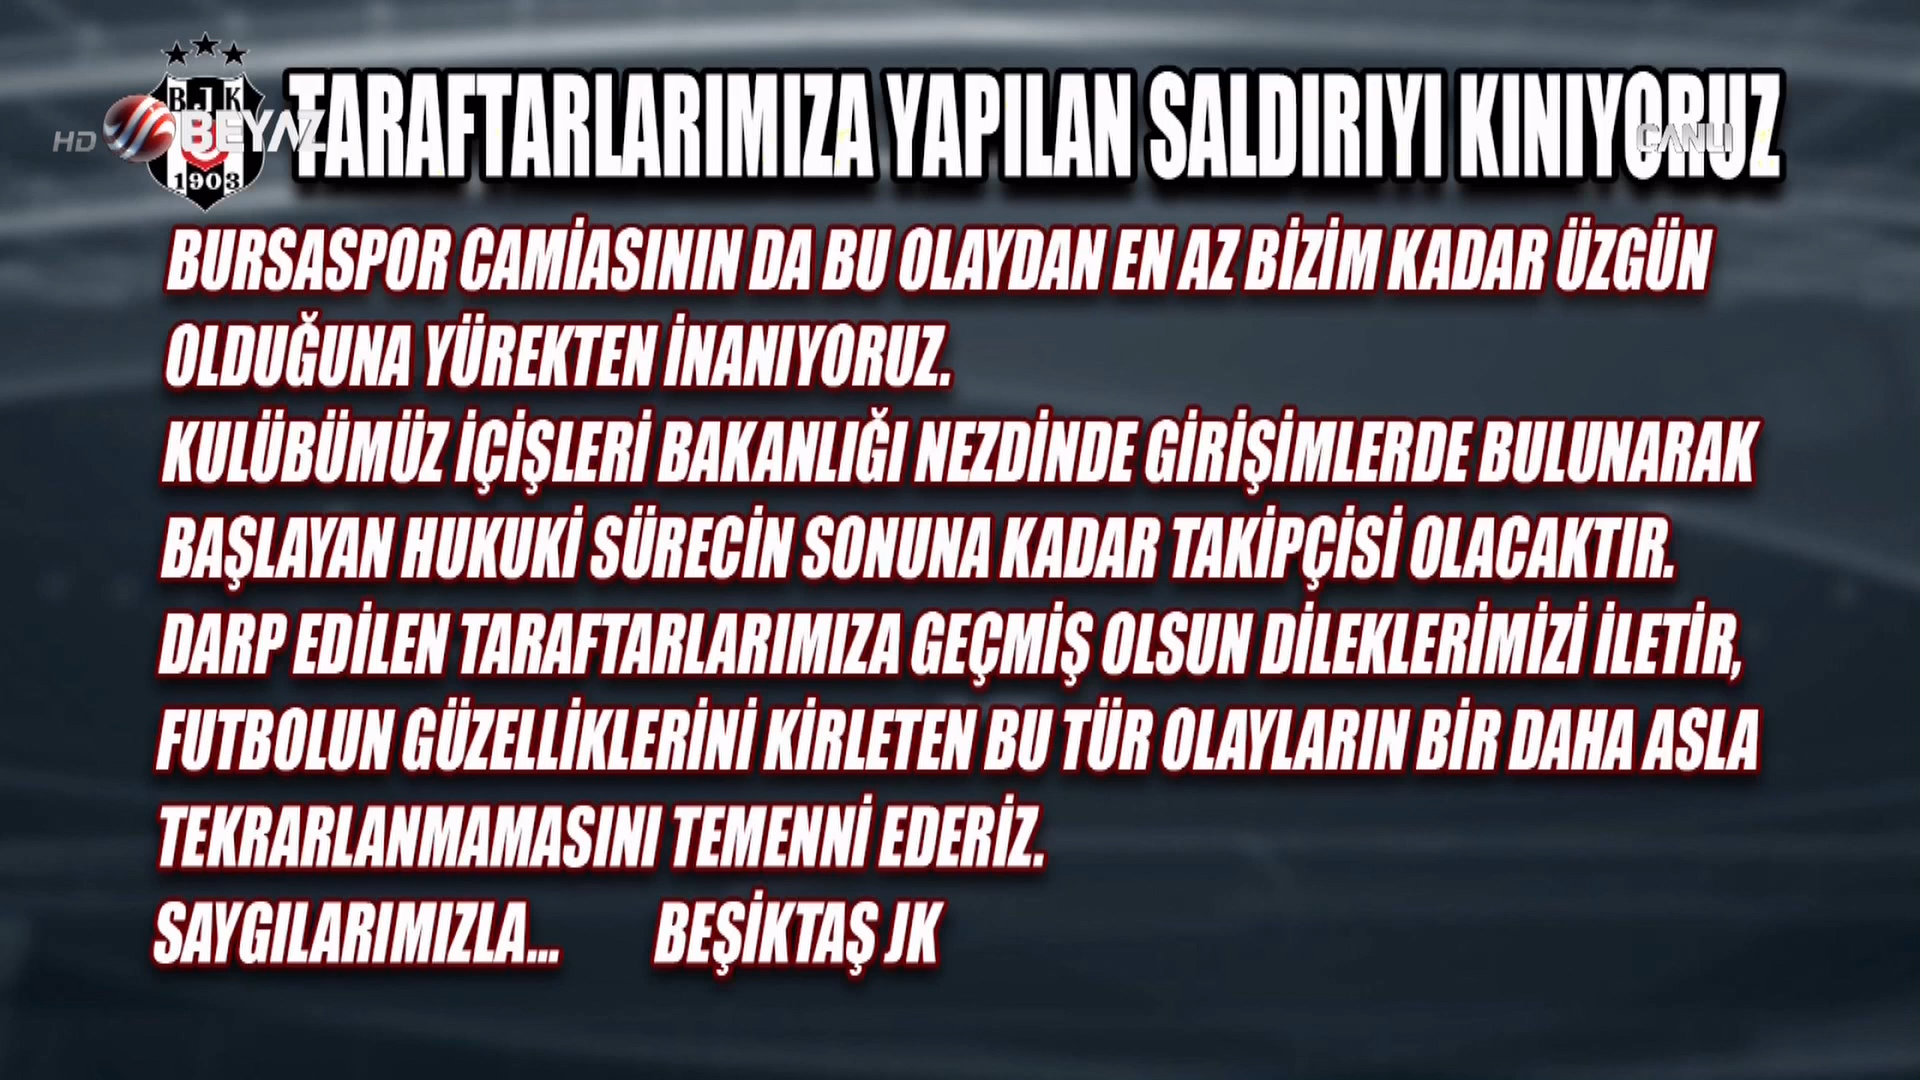 BJK
1903
HD BEYAZ
TARAFTARLARIMIZA YAPILAN SALDIRIYI KINIYORUZ
CANLI
BURSASPOR CAMİASININ DA BU OLAYDAN EN AZ BİZİM KADAR ÜZGÜN
OLDUĞUNA YÜREKTEN İNANIYORUZ.
KULÜBÜMÜZ İÇİŞLERİ BAKANLIĞI NEZDİNDE GİRİŞİMLERDE BULUNARAK
BAŞLAYAN HUKUKİ SÜRECİN SONUNA KADAR TAKİPÇİSİ OLACAKTIR.
DARP EDİLEN TARAFTARLARIMIZA GEÇMİŞ OLSUN DİLEKLERİMİZİ İLETİR,
FUTBOLUN GÜZELLİKLERİNİ KİRLETEN BU TÜR OLAYLARIN BİR DAHA ASLA
TEKRARLANMAMASINI TEMENNİ EDERİZ.
SAYGILARIMIZLA... BEŞİKTAŞ JK